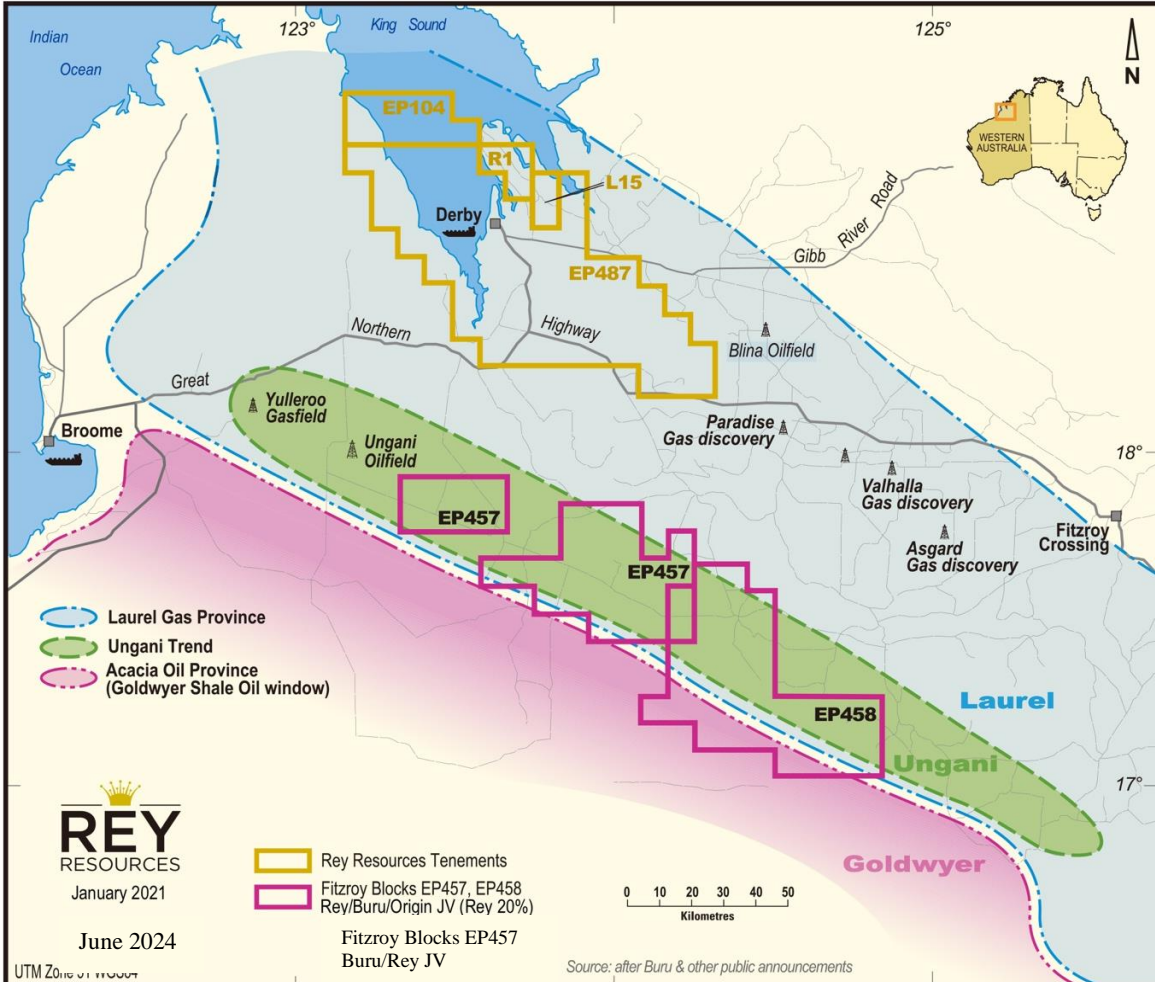 Indian
Ocean
123°
King Sound
125°
N
WESTERN
AUSTRALIA
EP104
R1
L15
Derby
Gibb River Road
EP487
Great Northern Highway
Blina Oilfield
Yulleroo
Gasfield
Broome
Ungani
Oilfield
Paradise
Gas discovery
18°
Valhalla
Gas discovery
Fitzroy
Crossing
Asgard
Gas discovery
EP457
EP457
Laurel Gas Province
Ungani Trend
Acacia Oil Province
(Goldwyer Shale Oil window)
Laurel
EP458
Ungani
17°
Goldwyer
REY
RESOURCES
January 2021
June 2024
Rey Resources Tenements
Fitzroy Blocks EP457, EP458
Rey/Buru/Origin JV (Rey 20%)
Fitzroy Blocks EP457
Buru/Rey JV
0 10 20 30 40 50
Kilometres
UTM
Source: after Buru & other public announcements